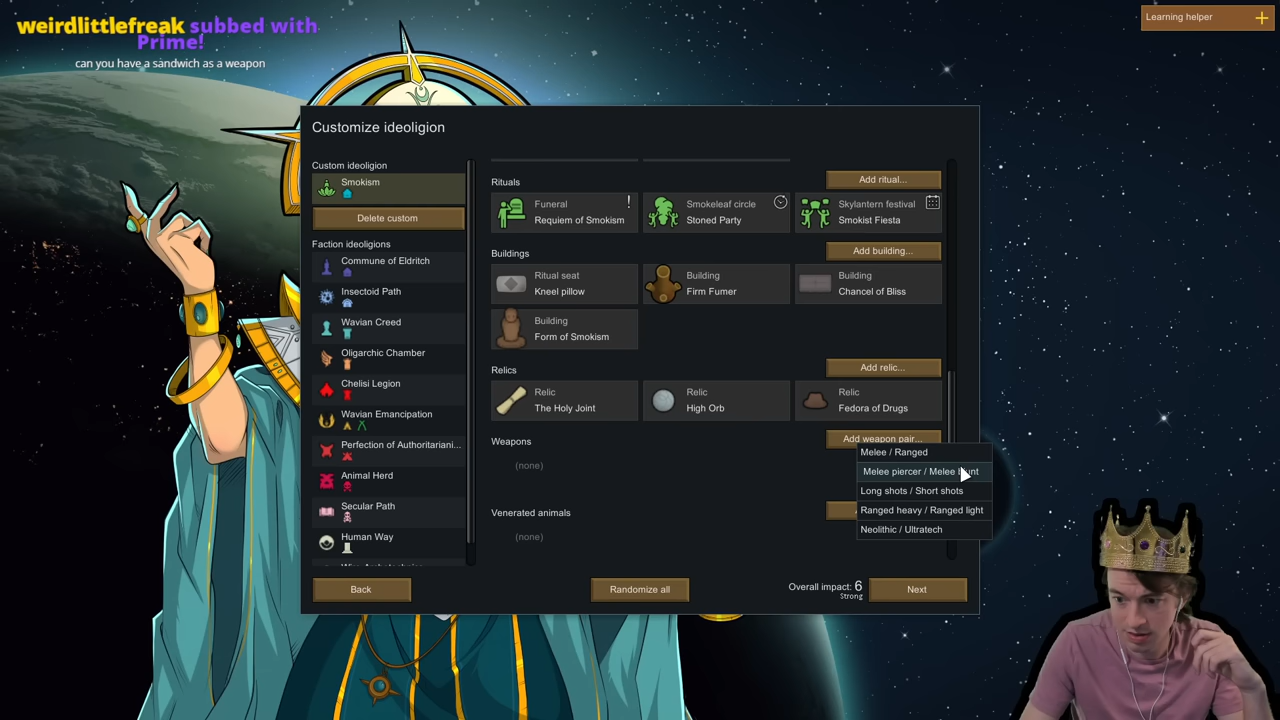 weirdlittlefreak subbed with
Prime!
can you have a sandwich as a weapon
Learning helper
Customize ideoligion
Custom ideoligion
Smokism
Delete custom
Faction ideoligions
Commune of Eldritch
Insectoid Path
Wavian Creed
Oligarchic Chamber
Chelisi Legion
Wavian Emancipation
Perfection of Authoritariani...
Animal Herd
Secular Path
Human Way
Rituals
Add ritual...
Funeral
Requiem of Smokism
!
Smokeleaf circle
Stoned Party
Skylantern festival
Smokist Fiesta
Buildings
Add building...
Ritual seat
Kneel pillow
Building
Firm Fumer
Building
Chancel of Bliss
Building
Form of Smokism
Relics
Add relic...
Relic
The Holy Joint
Relic
High Orb
Relic
Fedora of Drugs
Weapons
Add weapon pair...
(none)
Melee / Ranged
Melee piercer / Melee blunt
Long shots / Short shots
Ranged heavy / Ranged light
Neolithic / Ultratech
Venerated animals
(none)
Back
Randomize all
Overall impact: 6
Strong
Next